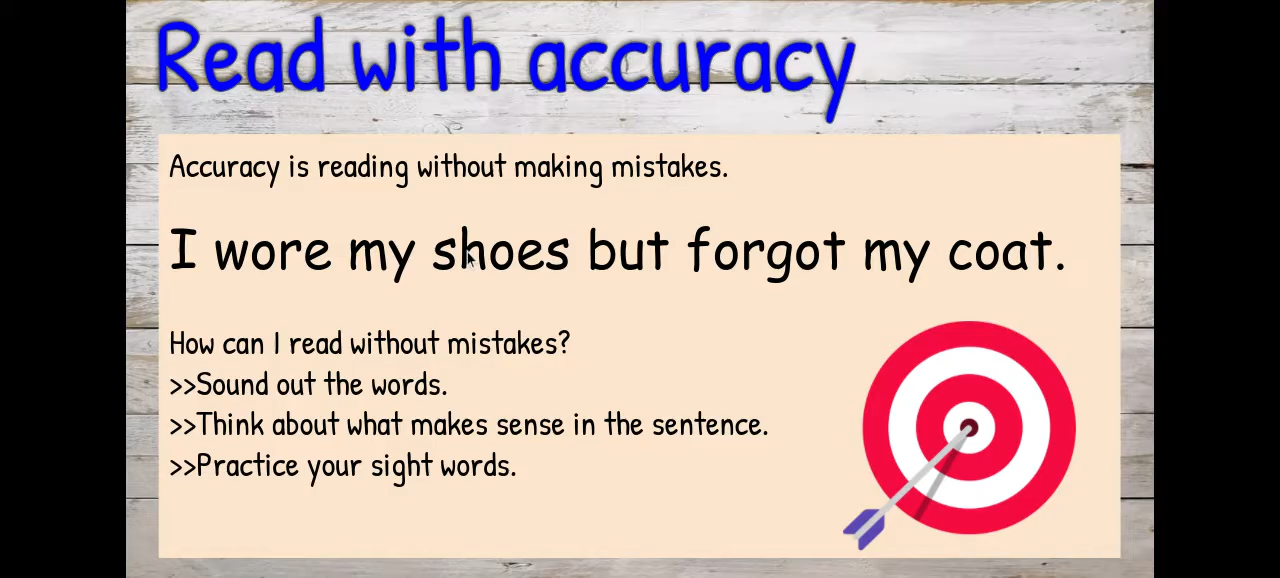 Read with accuracy
Accuracy is reading without making mistakes.
I wore my shoes but forgot my coat.
How can I read without mistakes?
>>Sound out the words.
>>Think about what makes sense in the sentence.
>>Practice your sight words.